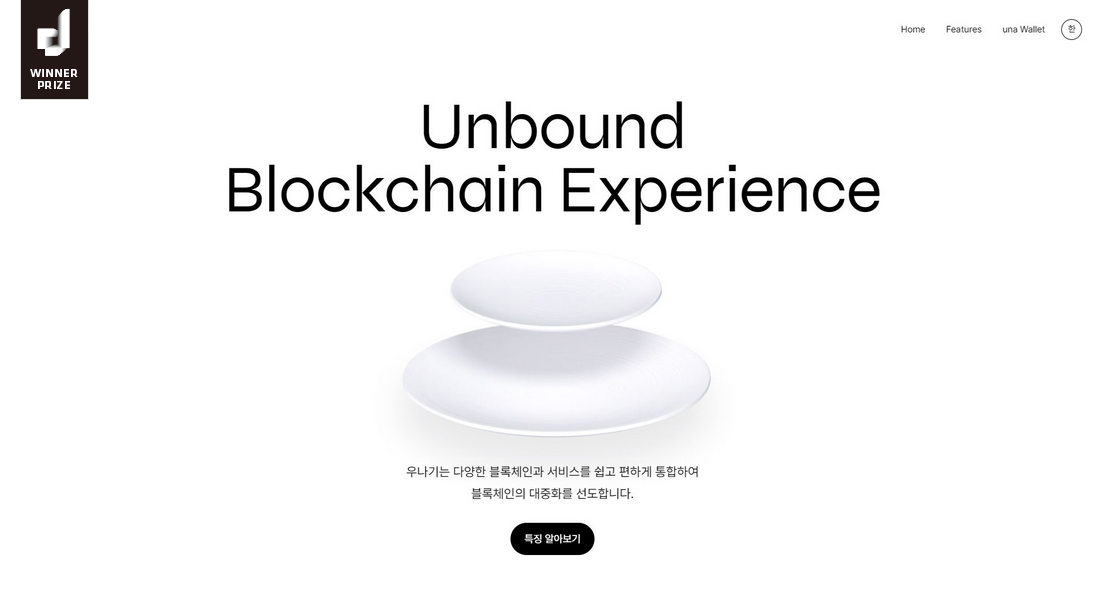 WINNER
PRIZE
Home Features una Wallet 한
Unbound
Blockchain Experience
우나기는 다양한 블록체인과 서비스를 쉽고 편하게 통합하여
블록체인의 대중화를 선도합니다.
특징 알아보기